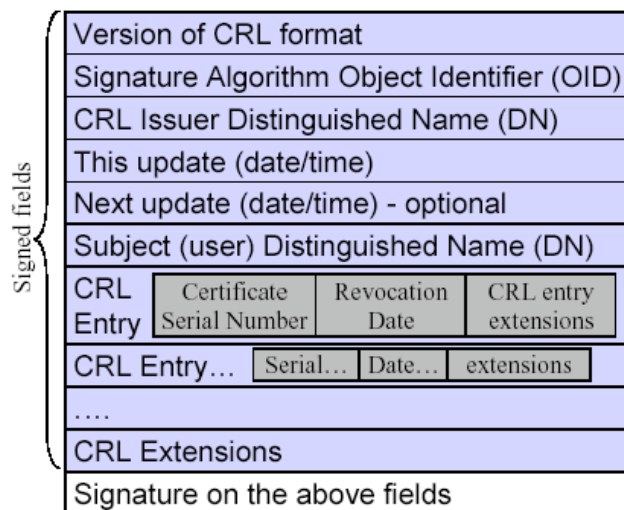 Signed fields
Version of CRL format
Signature Algorithm Object Identifier (OID)
CRL Issuer Distinguished Name (DN)
This update (date/time)
Next update (date/time) - optional
Subject (user) Distinguished Name (DN)
CRL Entry
Certificate Serial Number
Revocation Date
CRL entry extensions
CRL Entry… Serial… Date… extensions
....
CRL Extensions
Signature on the above fields